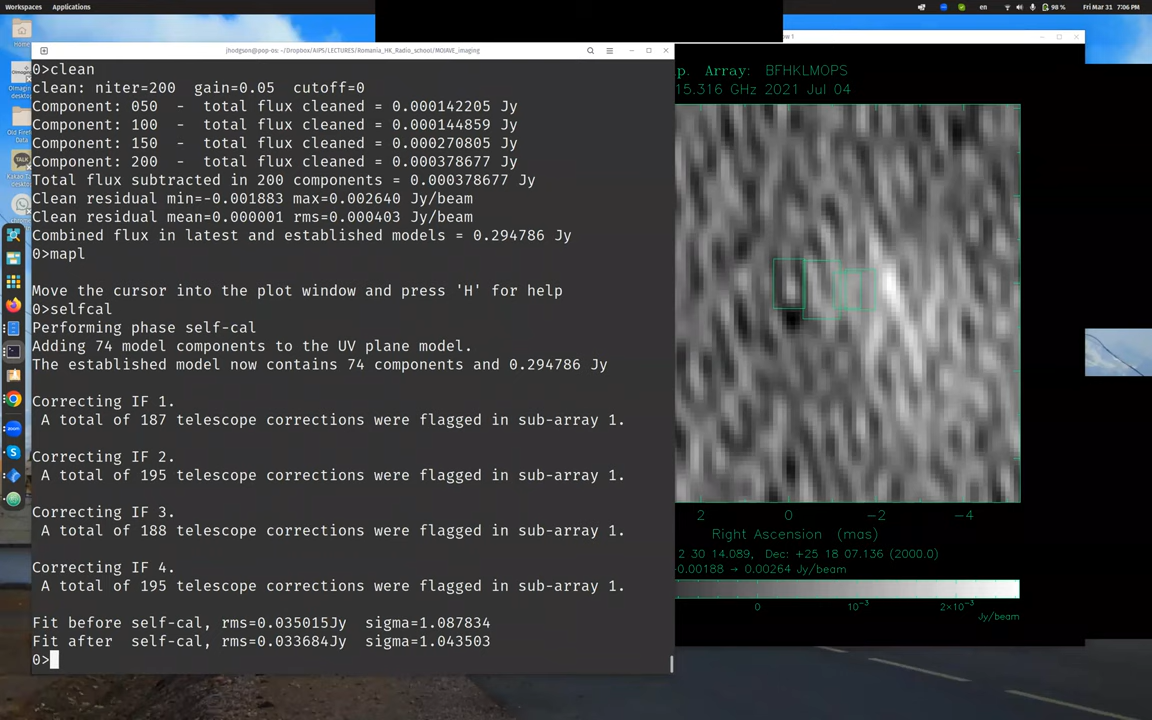 Workspaces Applications
en
98 %
Fri Mar 31 7:06 PM
jhodgson@pop-os: ~/Dropbox/AIPS/LECTURES/Romania_HK_Radio_school/MOJAVE_imaging
Home
0>clean
clean: niter=200 gain=0.05 cutoff=0
Component: 050 - total flux cleaned = 0.000142205 Jy
Component: 100 - total flux cleaned = 0.000144859 Jy
Component: 150 - total flux cleaned = 0.000270805 Jy
Component: 200 - total flux cleaned = 0.000378677 Jy
Total flux subtracted in 200 components = 0.000378677 Jy
Clean residual min=-0.001883 max=0.002640 Jy/beam
Clean residual mean=0.000001 rms=0.000403 Jy/beam
Combined flux in latest and established models = 0.294786 Jy
0>mapl
Move the cursor into the plot window and press 'H' for help
0>selfcal
Performing phase self-cal
Adding 74 model components to the UV plane model.
The established model now contains 74 components and 0.294786 Jy
Correcting IF 1.
A total of 187 telescope corrections were flagged in sub-array 1.
Correcting IF 2.
A total of 195 telescope corrections were flagged in sub-array 1.
Correcting IF 3.
A total of 188 telescope corrections were flagged in sub-array 1.
Correcting IF 4.
A total of 195 telescope corrections were flagged in sub-array 1.
Fit before self-cal, rms=0.035015Jy sigma=1.087834
Fit after self-cal, rms=0.033684Jy sigma=1.043503
0>
p. Array: BFHKLMOPS
15.316 GHz 2021 Jul 04
2 0 −2 −4
Right Ascension (mas)
2 30 14.089, Dec: +25 18 07.136 (2000.0)
0.00188 → 0.00264 Jy/beam
0 10⁻³ 2×10⁻³
Jy/beam